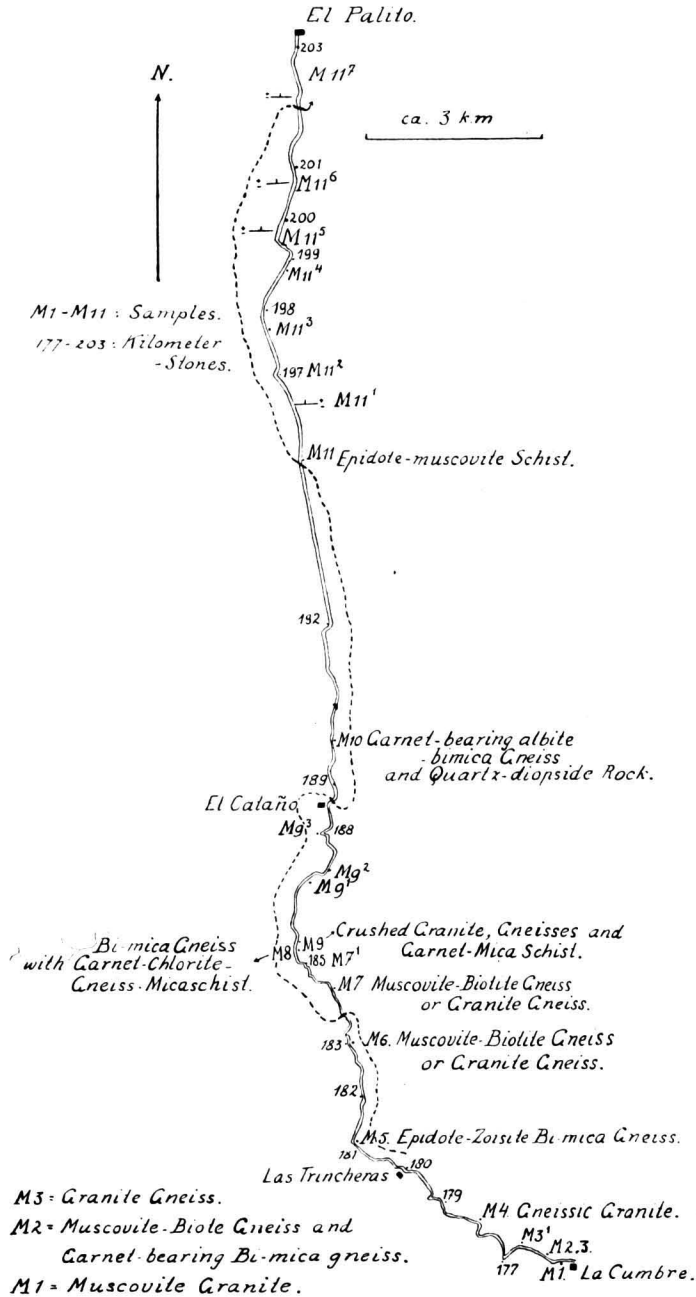 El Palito.
203
N.
M11⁷
ca. 3 km
201
M11⁶
200
M11⁵
199
M11⁴
M1-M11 : Samples.
198
M11³
177-203 : Kilometer
-Stones.
197 M11²
M11¹
M11 Epidote-muscovite Schist.
192
M10 Garnet-bearing albite
-bimica Gneiss
and Quartz-diopside Rock.
189
El Cataño
M9³
188
M9²
M9¹
Crushed Granite, Gneisses and
Garnet-Mica Schist.
Bi-mica Gneiss
with Garnet-Chlorite-
Gneiss-Micaschist.
M8
M9
185 M7¹
M7 Muscovite-Biotite Gneiss
or Granite Gneiss.
183
M6. Muscovite-Biotite Gneiss
or Granite Gneiss.
182
M5. Epidote-Zoisite Bi-mica Gneiss.
181
180
Las Trincheras
179
M3 = Granite Gneiss.
M4 Gneissic Granite.
M2 = Muscovite-Biote Gneiss and
Garnet-bearing Bi-mica gneiss.
M3¹
M2.3.
177
M1. La Cumbre.
M1 = Muscovite Granite.